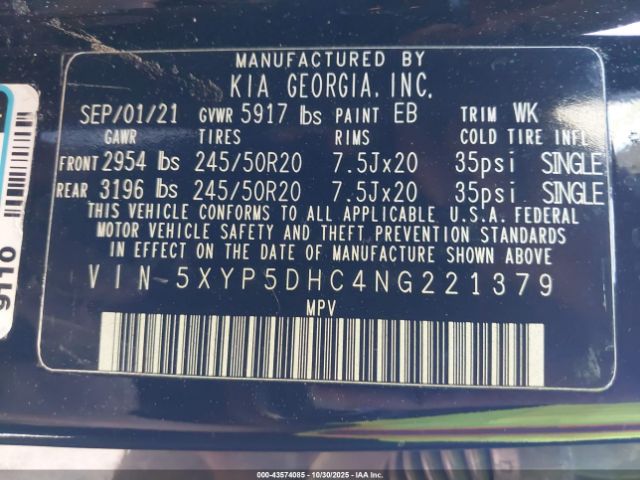 MANUFACTURED BY
KIA GEORGIA, INC.
SEP/01/21 GVWR 5917 lbs PAINT EB TRIM WK
GAWR TIRES RIMS COLD TIRE INFL
FRONT 2954 lbs 245/50R20 7.5Jx20 35psi SINGLE
REAR 3196 lbs 245/50R20 7.5Jx20 35psi SINGLE
THIS VEHICLE CONFORMS TO ALL APPLICABLE U.S.A. FEDERAL
MOTOR VEHICLE SAFETY AND THEFT PREVENTION STANDARDS
IN EFFECT ON THE DATE OF MANUFACTURE SHOWN ABOVE
VIN-5XYP5DHC4NG221379
MPV
9110
000-43574085 | 10/30/2025 - IAA Inc.